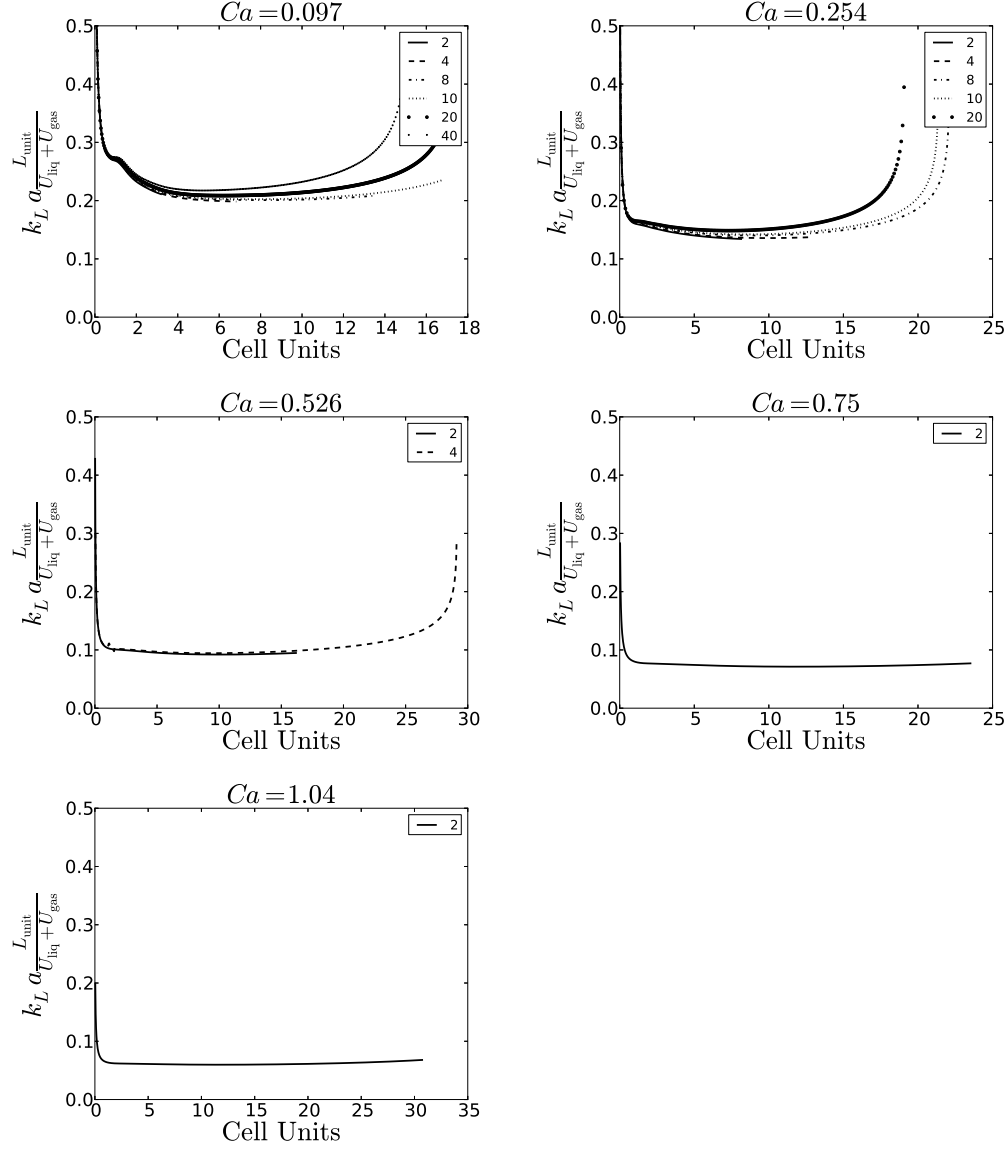 Ca=0.097
0.5
0.4
0.3
0.2
0.1
0.0
k_L a L_unit / U_liq + U_gas
2
4
8
10
20
40
0 2 4 6 8 10 12 14 16 18
Cell Units
Ca=0.254
0.5
0.4
0.3
0.2
0.1
0.0
k_L a L_unit / U_liq + U_gas
2
4
8
10
20
0 5 10 15 20 25
Cell Units
Ca=0.526
0.5
0.4
0.3
0.2
0.1
0.0
k_L a L_unit / U_liq + U_gas
2
4
0 5 10 15 20 25 30
Cell Units
Ca=0.75
0.5
0.4
0.3
0.2
0.1
0.0
k_L a L_unit / U_liq + U_gas
2
0 5 10 15 20 25
Cell Units
Ca=1.04
0.5
0.4
0.3
0.2
0.1
0.0
k_L a L_unit / U_liq + U_gas
2
0 5 10 15 20 25 30 35
Cell Units